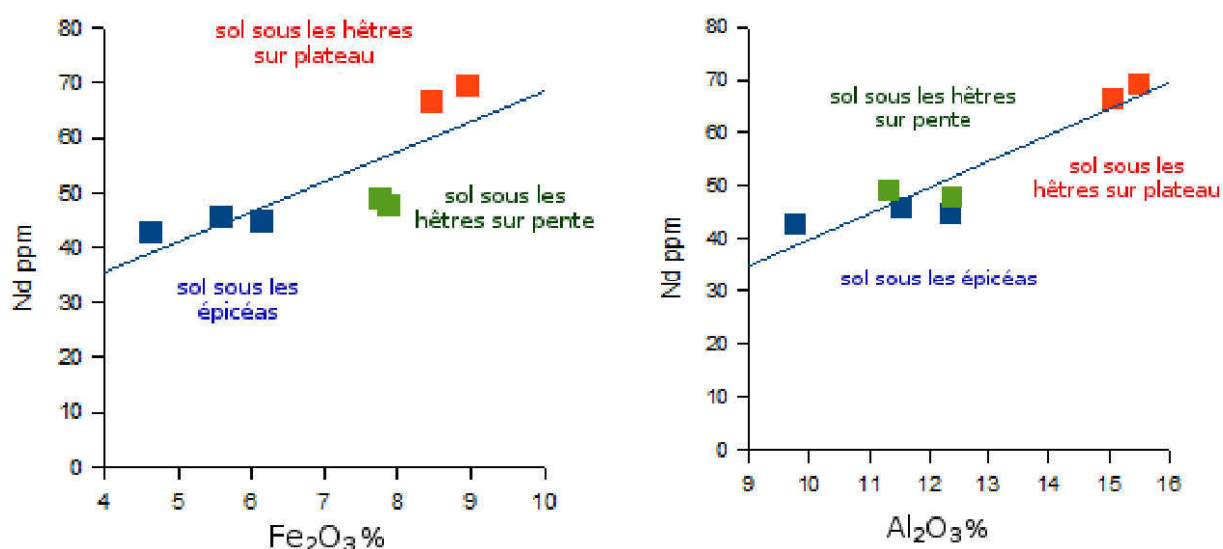 80
70
60
50
40
30
20
10
0
Nd ppm
sol sous les hêtres
sur plateau
sol sous les
hêtres sur pente
sol sous les
épicéas
4 5 6 7 8 9 10
Fe₂O₃%
80
70
60
50
40
30
20
10
0
Nd ppm
sol sous les hêtres
sur pente
sol sous les
hêtres sur plateau
sol sous les épicéas
9 10 11 12 13 14 15 16
Al₂O₃%